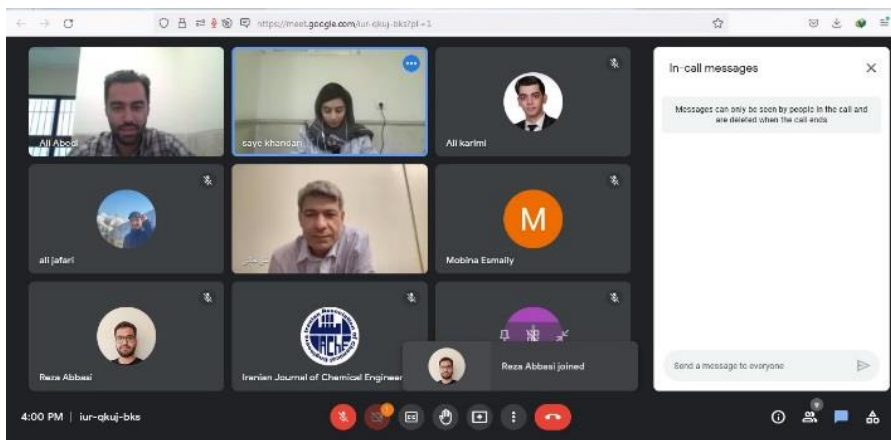 https://meet.google.com/iur-qkuj-bks?pli=1
Ali Abedi
saye khandan
Ali karimi
ali jafari
Mobina Esmaily
M
Reza Abbasi
Iranian Journal of Chemical Engineer
Reza Abbasi joined
In-call messages
Messages can only be seen by people in the call and
are deleted when the call ends
Send a message to everyone
4:00 PM | iur-qkuj-bks
CC
9